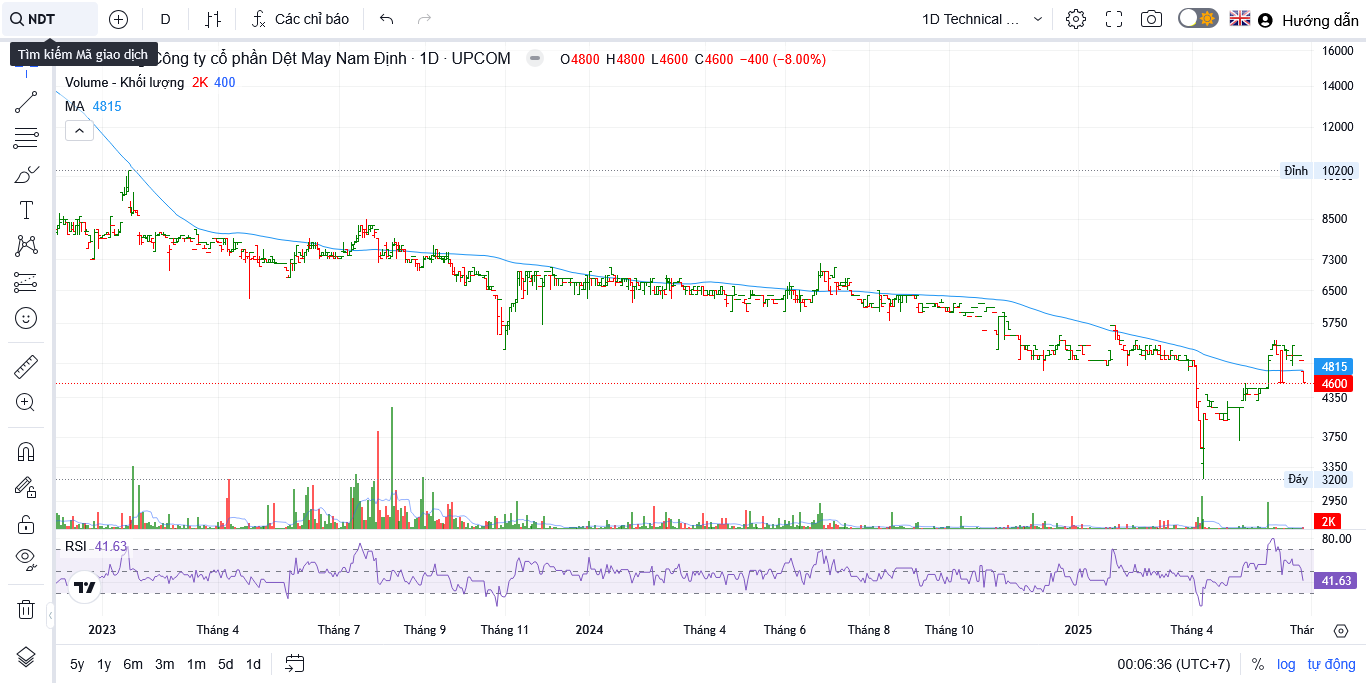 NDT
D
Các chỉ báo
1D Technical ...
Hướng dẫn
Tìm kiếm Mã giao dịch
Công ty cổ phần Dệt May Nam Định · 1D · UPCOM
O4800 H4800 L4600 C4600 −400 (−8.00%)
Volume - Khối lượng 2K 400
MA 4815
16000
14000
12000
Đỉnh 10200
8500
7300
6500
5750
4815
4600
4350
3750
3350
Đáy 3200
2950
2K
RSI 41.63
80.00
41.63
2023 Tháng 4 Tháng 7 Tháng 9 Tháng 11 2024 Tháng 4 Tháng 6 Tháng 8 Tháng 10 2025 Tháng 4 Thár
5y 1y 6m 3m 1m 5d 1d
00:06:36 (UTC+7) % log tự động